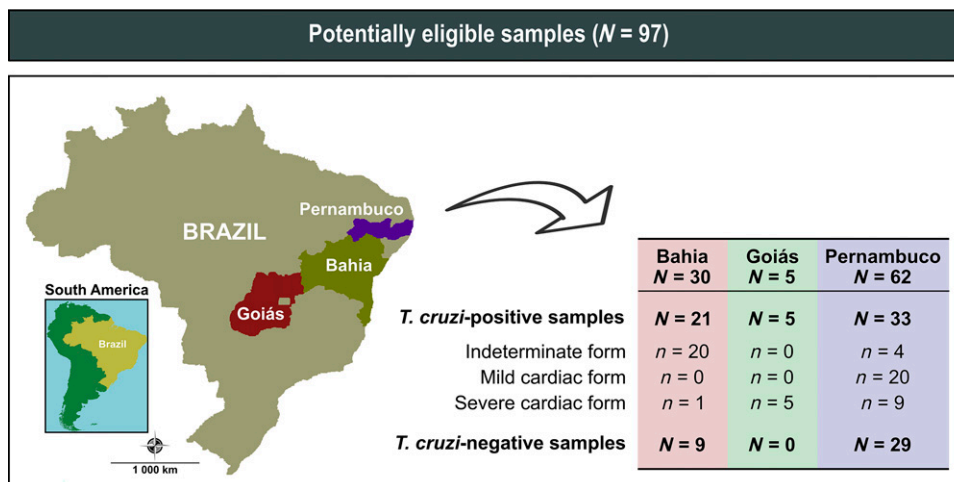 Potentially eligible samples (N = 97)
BRAZIL
Pernambuco
Bahia
Goiás
South America
Brazil
1 000 km
Bahia Goiás Pernambuco
N = 30 N = 5 N = 62
T. cruzi-positive samples N = 21 N = 5 N = 33
Indeterminate form n = 20 n = 0 n = 4
Mild cardiac form n = 0 n = 0 n = 20
Severe cardiac form n = 1 n = 5 n = 9
T. cruzi-negative samples N = 9 N = 0 N = 29